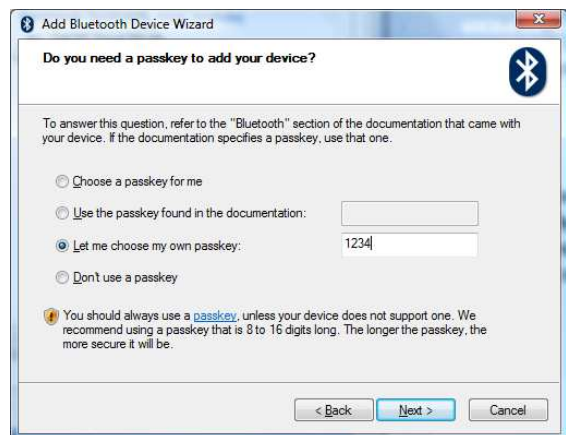 Add Bluetooth Device Wizard
Do you need a passkey to add your device?
To answer this question, refer to the "Bluetooth" section of the documentation that came with
your device. If the documentation specifies a passkey, use that one.
Choose a passkey for me
Use the passkey found in the documentation:
Let me choose my own passkey: 1234
Don't use a passkey
You should always use a passkey, unless your device does not support one. We
recommend using a passkey that is 8 to 16 digits long. The longer the passkey, the
more secure it will be.
< Back Next > Cancel